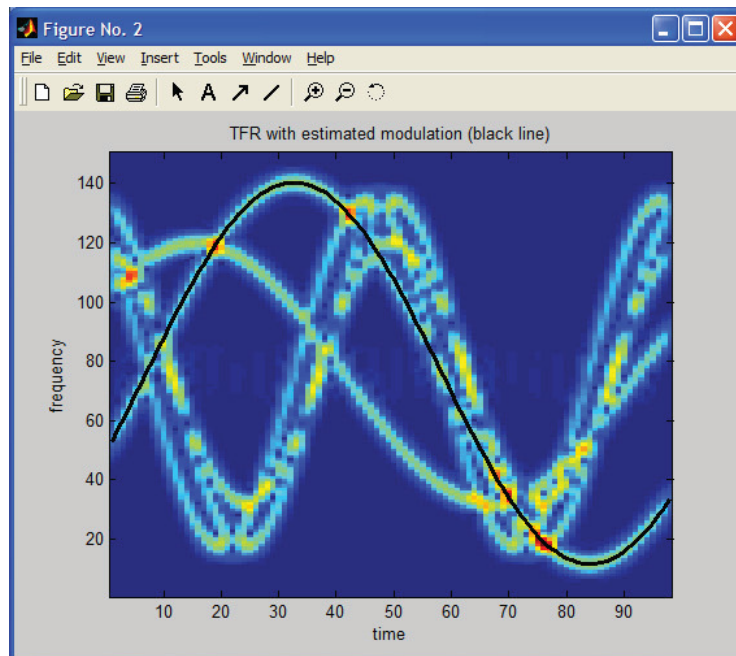 Figure No. 2
File Edit View Insert Tools Window Help
A
TFR with estimated modulation (black line)
140
120
100
80
60
40
20
frequency
10 20 30 40 50 60 70 80 90
time